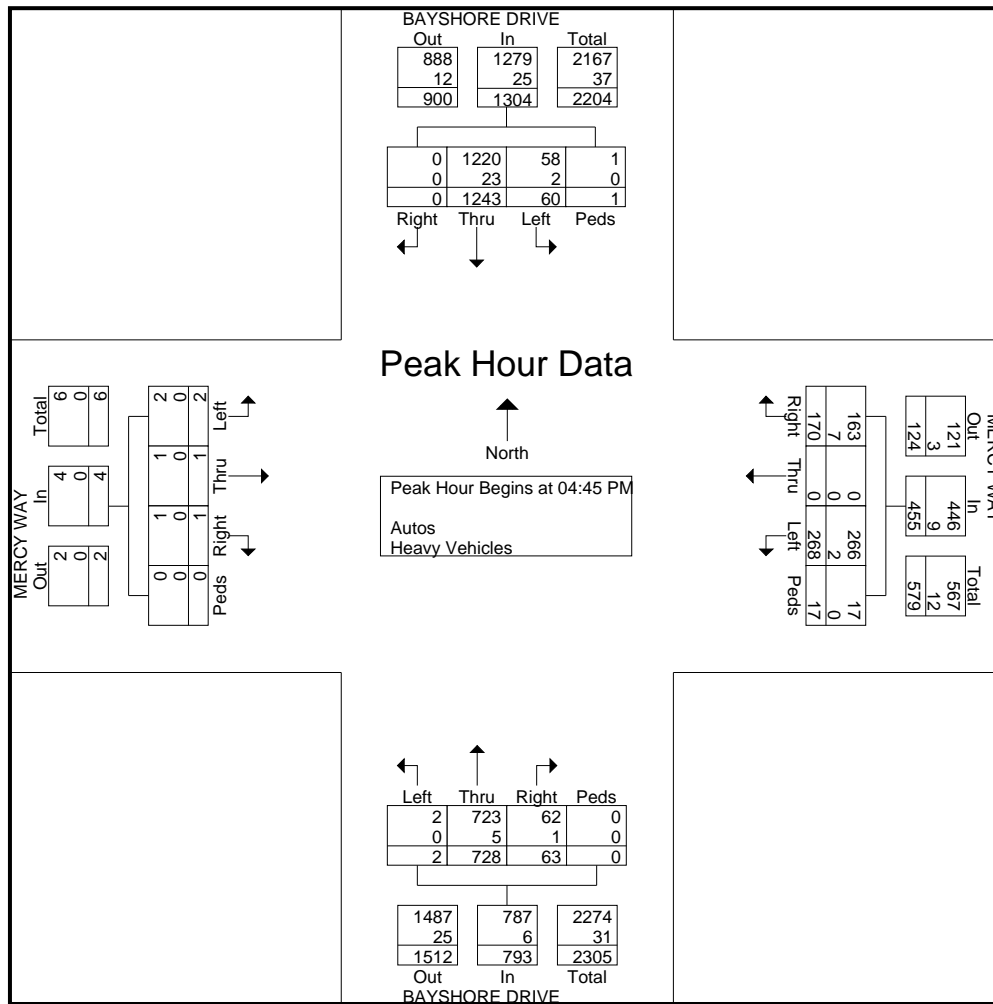 BAYSHORE DRIVE
Out In Total
888 1279 2167
12 25 37
900 1304 2204
0 1220 58 1
0 23 2 0
0 1243 60 1
Right Thru Left Peds
Peak Hour Data
North
Peak Hour Begins at 04:45 PM
Autos
Heavy Vehicles
MERCY WAY
Total In Out
6 4 2
0 0 0
6 4 2
2 1 1 0
0 0 0 0
2 1 1 0
Left Thru Right Peds
MERCY WAY
Out In Total
121 446 567
3 9 12
124 455 579
163 0 266 17
7 0 2 0
170 0 268 17
Right Thru Left Peds
Left Thru Right Peds
2 723 62 0
0 5 1 0
2 728 63 0
1487 787 2274
25 6 31
1512 793 2305
Out In Total
BAYSHORE DRIVE